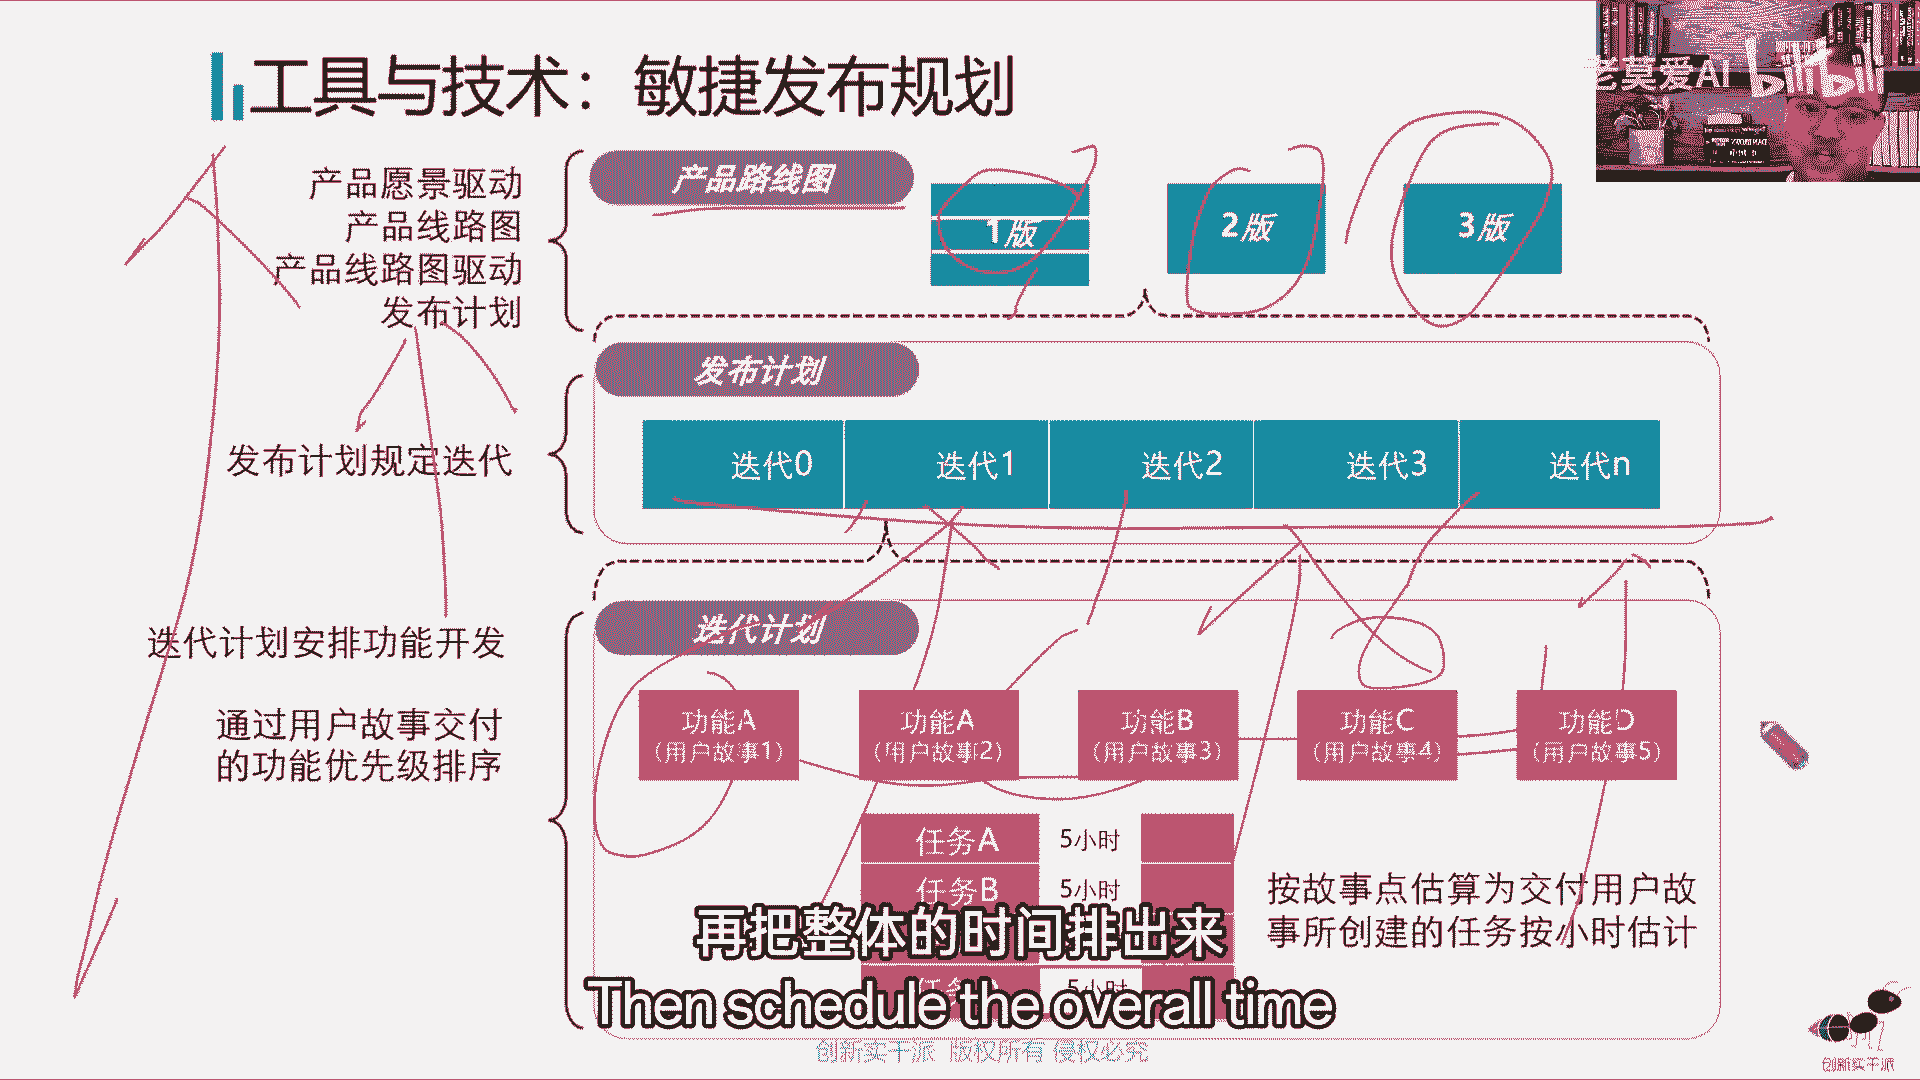 工具与技术：敏捷发布规划
老莫爱AI
bilibili
产品愿景驱动
产品线路图
产品线路图驱动
发布计划
产品路线图
1版
2版
3版
发布计划
发布计划规定迭代
迭代0
迭代1
迭代2
迭代3
迭代n
迭代计划
迭代计划安排功能开发
通过用户故事交付
的功能优先级排序
功能A
（用户故事1）
功能A
（用户故事2）
功能B
（用户故事3）
功能C
（用户故事4）
功能D
（用户故事5）
任务A
5小时
任务B
5小时
5小时
按故事点估算为交付用户故
事所创建的任务按小时估计
再把整体的时间排出来
Then schedule the overall time
创新实干派 版权所有 侵权必究
创新实干派